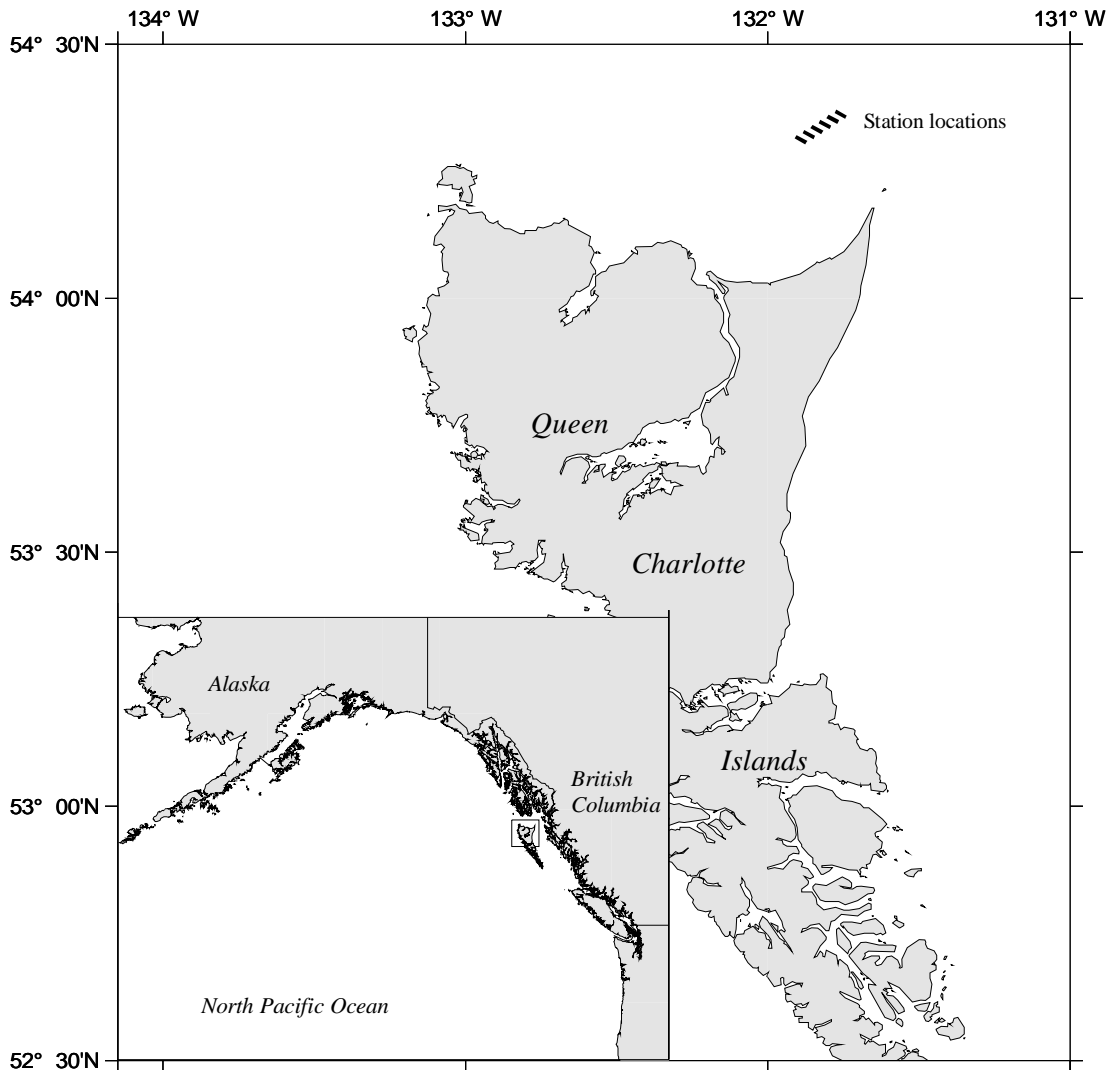 134° W 133° W 132° W 131° W
54° 30'N
Station locations
54° 00'N
Queen
53° 30'N
Charlotte
Alaska
Islands
British
Columbia
53° 00'N
North Pacific Ocean
52° 30'N